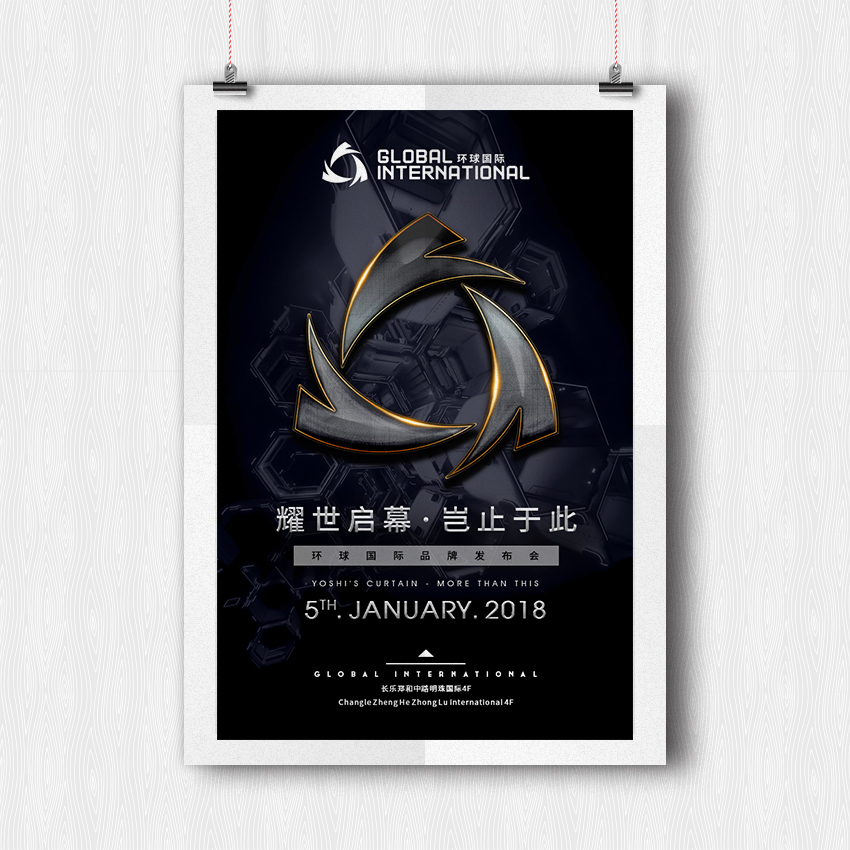 GLOBAL 环球国际
INTERNATIONAL
耀世启幕·岂止于此
环球国际品牌发布会
YOSHI'S CURTAIN - MORE THAN THIS
5TH. JANUARY. 2018
GLOBAL INTERNATIONAL
长乐郑和中路明珠国际4F
Changle Zheng He Zhong Lu International 4F